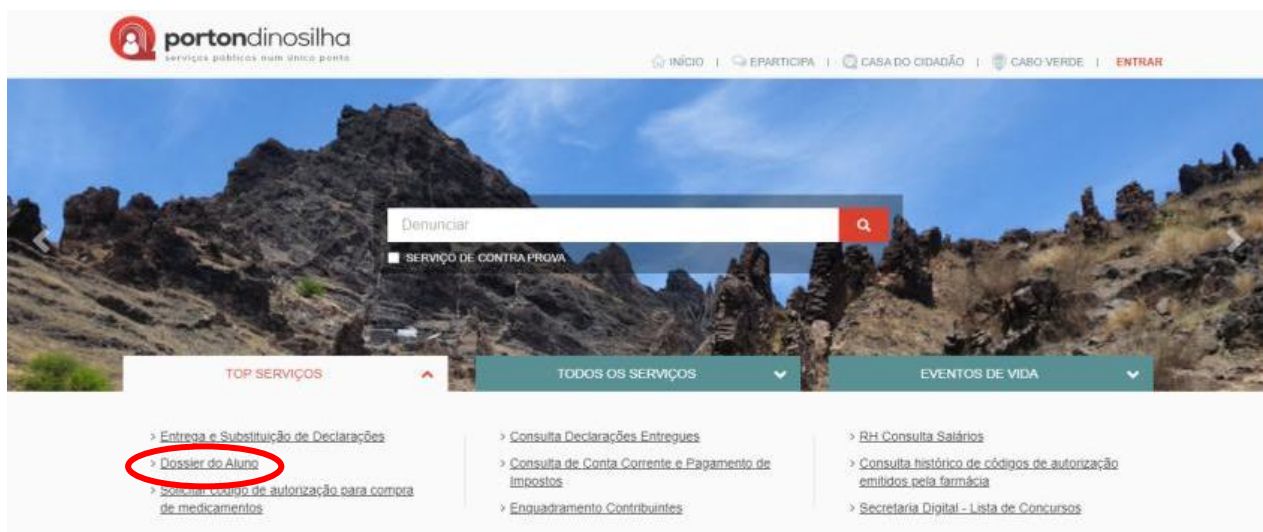 portondinosilha
serviços públicos num único ponto
INÍCIO | EPARTICIPA | CASA DO CIDADÃO | CABO VERDE | ENTRAR
Denunciar
SERVIÇO DE CONTRA PROVA
TOP SERVIÇOS
TODOS OS SERVIÇOS
EVENTOS DE VIDA
> Entrega e Substituição de Declarações
> Dossier do Aluno
> Solicitar código de autorização para compra
de medicamentos
> Consulta Declarações Entregues
> Consulta de Conta Corrente e Pagamento de
Impostos
> Enquadramento Contribuintes
> RH Consulta Salários
> Consulta histórico de códigos de autorização
emitidos pela farmácia
> Secretaria Digital - Lista de Concursos